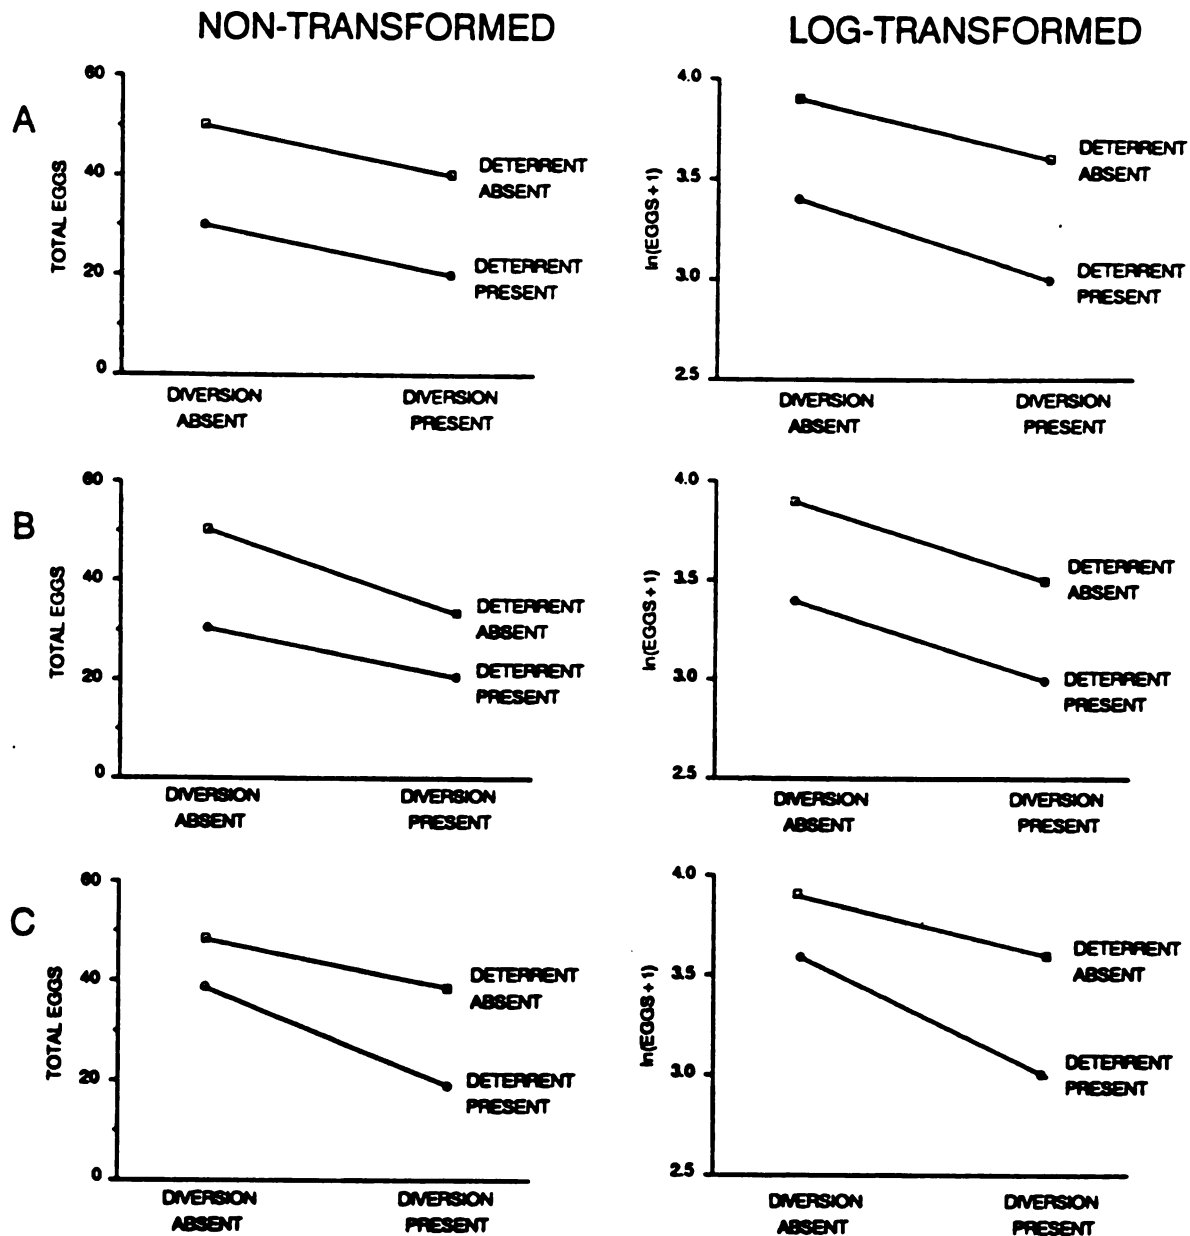 NON-TRANSFORMED
LOG-TRANSFORMED
A
60
40
20
0
TOTAL EGGS
DETERRENT
ABSENT
DETERRENT
PRESENT
DIVERSION
ABSENT
DIVERSION
PRESENT
4.0
3.5
3.0
2.5
ln(EGGS + 1)
DETERRENT
ABSENT
DETERRENT
PRESENT
DIVERSION
ABSENT
DIVERSION
PRESENT
B
60
40
20
0
TOTAL EGGS
DETERRENT
ABSENT
DETERRENT
PRESENT
DIVERSION
ABSENT
DIVERSION
PRESENT
4.0
3.5
3.0
2.5
ln(EGGS + 1)
DETERRENT
ABSENT
DETERRENT
PRESENT
DIVERSION
ABSENT
DIVERSION
PRESENT
C
60
40
20
0
TOTAL EGGS
DETERRENT
ABSENT
DETERRENT
PRESENT
DIVERSION
ABSENT
DIVERSION
PRESENT
4.0
3.5
3.0
2.5
ln(EGGS+1)
DETERRENT
ABSENT
DETERRENT
PRESENT
DIVERSION
ABSENT
DIVERSION
PRESENT